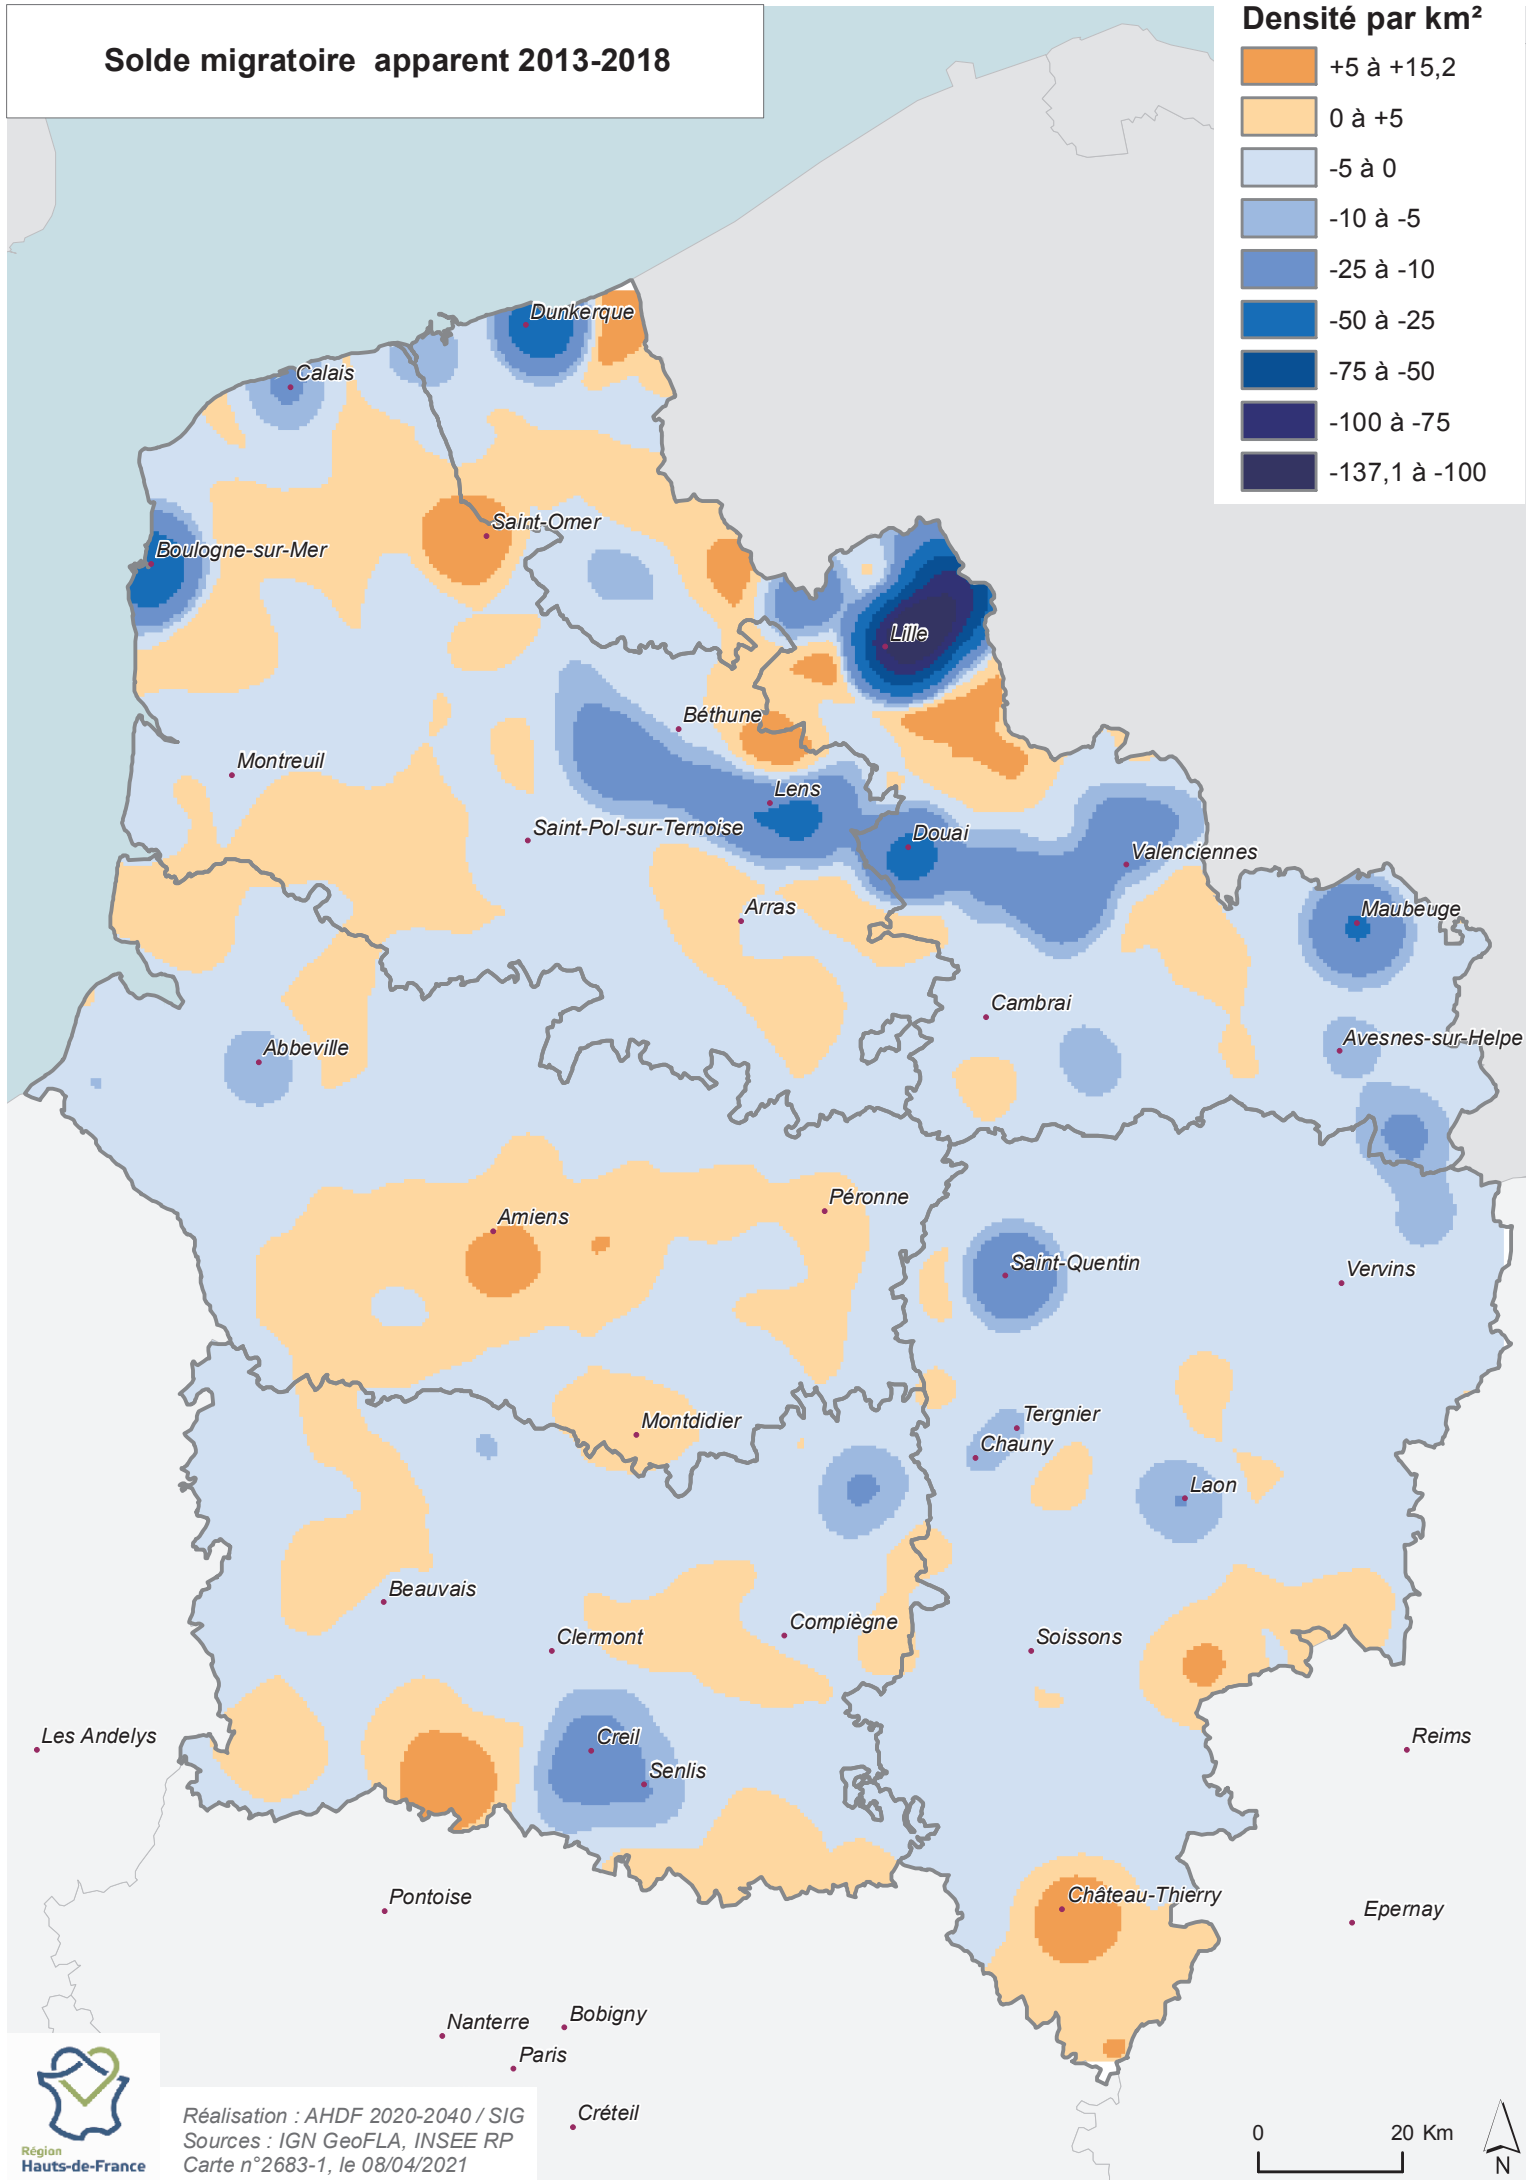 Solde migratoire apparent 2013-2018
Densité par km²
+5 à +15,2
0 à +5
-5 à 0
-10 à -5
-25 à -10
-50 à -25
-75 à -50
-100 à -75
-137,1 à -100
Dunkerque
Calais
Saint-Omer
Boulogne-sur-Mer
Lille
Béthune
Montreuil
Lens
Saint-Pol-sur-Ternoise
Douai
Valenciennes
Arras
Maubeuge
Cambrai
Avesnes-sur-Helpe
Abbeville
Péronne
Amiens
Saint-Quentin
Vervins
Montdidier
Tergnier
Chauny
Laon
Beauvais
Compiègne
Clermont
Soissons
Les Andelys
Creil
Reims
Senlis
Château-Thierry
Pontoise
Epernay
Nanterre
Bobigny
Paris
Créteil
Région
Hauts-de-France
Réalisation : AHDF 2020-2040 / SIG
Sources : IGN GeoFLA, INSEE RP
Carte n°2683-1, le 08/04/2021
0 20 Km
N